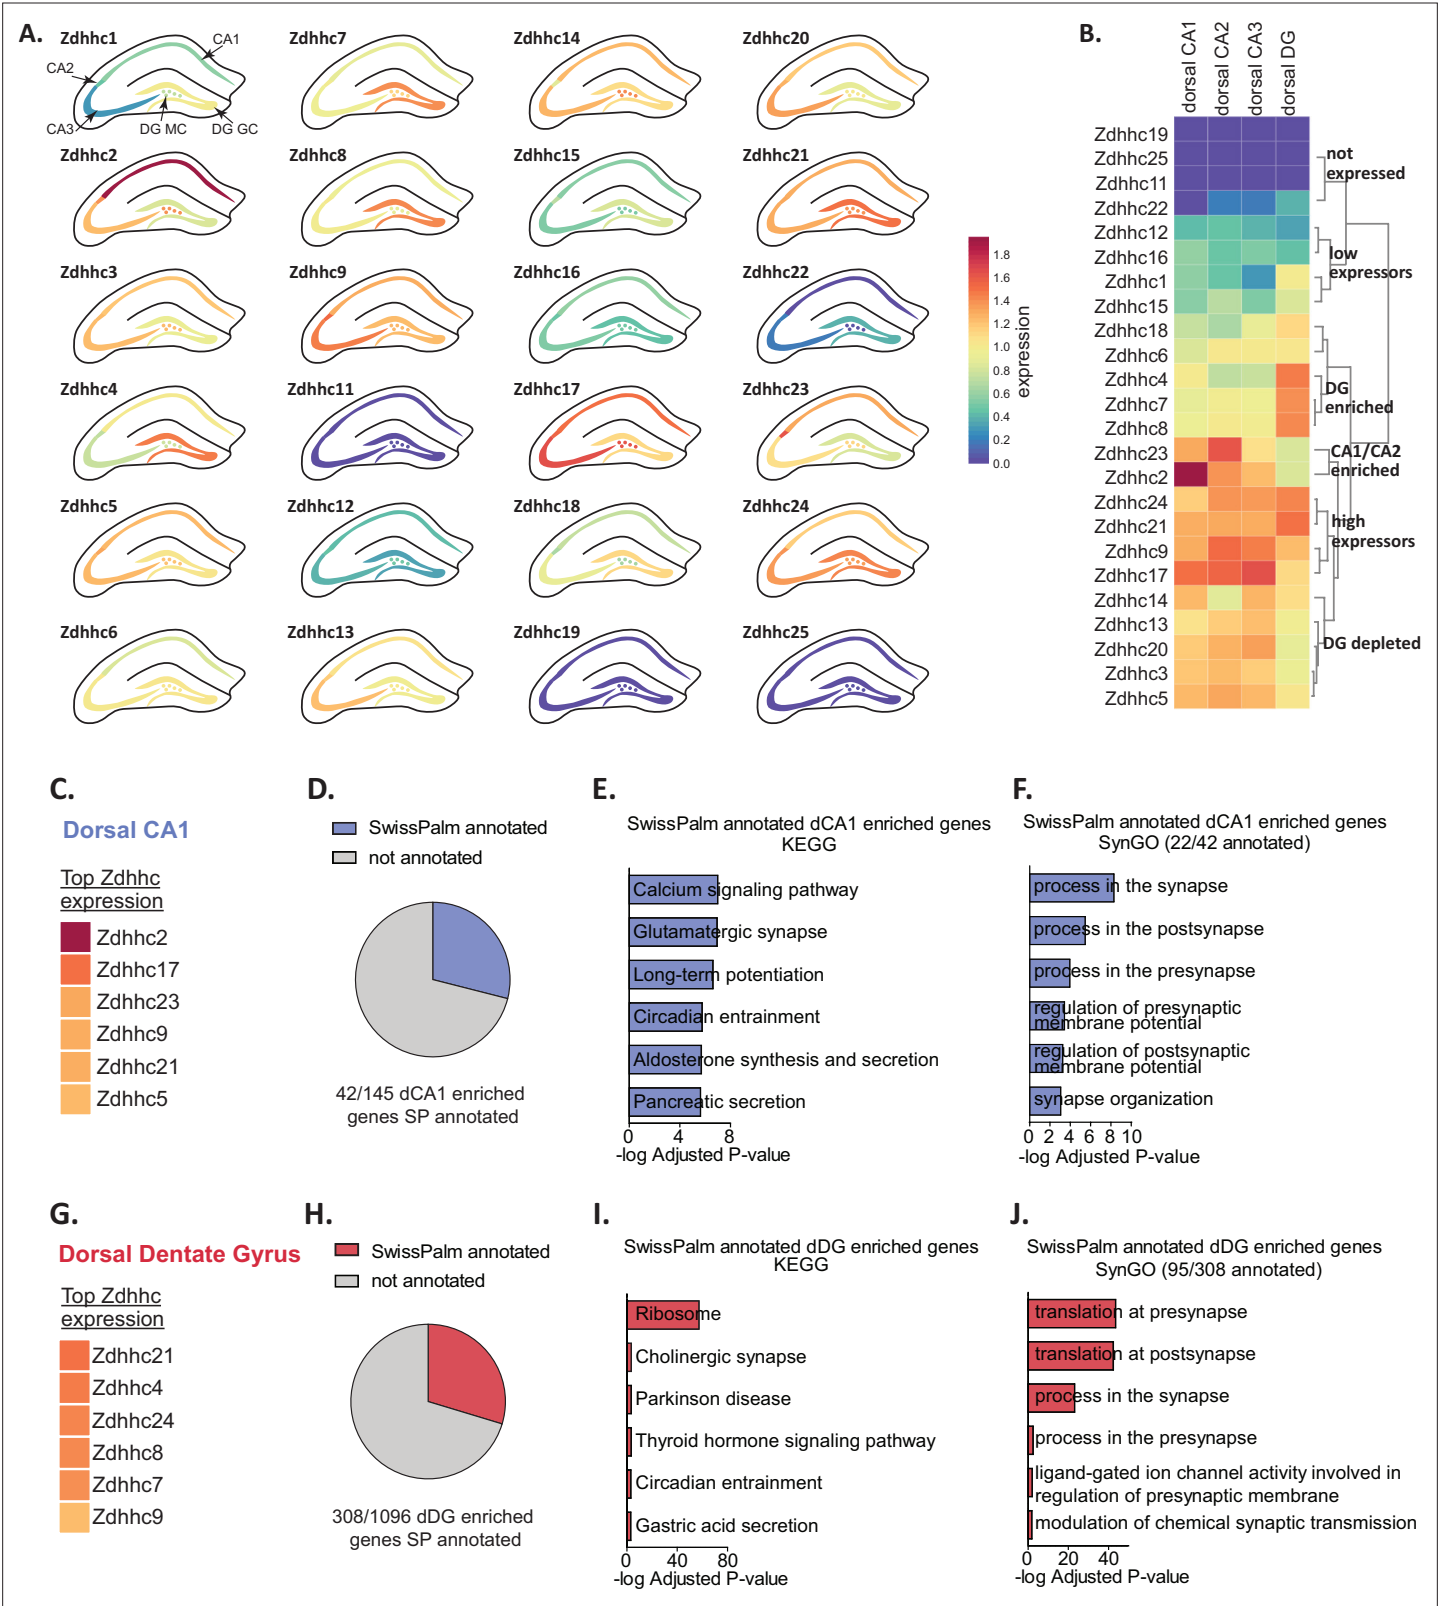 A.
Zdhhc1
CA1
CA2
CA3
DG MC
DG GC
Zdhhc7
Zdhhc14
Zdhhc20
Zdhhc2
Zdhhc8
Zdhhc15
Zdhhc21
Zdhhc3
Zdhhc9
Zdhhc16
Zdhhc22
Zdhhc4
Zdhhc11
Zdhhc17
Zdhhc23
Zdhhc5
Zdhhc12
Zdhhc18
Zdhhc24
Zdhhc6
Zdhhc13
Zdhhc19
Zdhhc25
1.8
1.6
1.4
1.2
1.0
0.8
0.6
0.4
0.2
0.0
expression
B.
dorsal CA1
dorsal CA2
dorsal CA3
dorsal DG
Zdhhc19
Zdhhc25
Zdhhc11
Zdhhc22
Zdhhc12
Zdhhc16
Zdhhc1
Zdhhc15
Zdhhc18
Zdhhc6
Zdhhc4
Zdhhc7
Zdhhc8
Zdhhc23
Zdhhc2
Zdhhc24
Zdhhc21
Zdhhc9
Zdhhc17
Zdhhc14
Zdhhc13
Zdhhc20
Zdhhc3
Zdhhc5
not
expressed
low
expressors
DG
enriched
CA1/CA2
enriched
high
expressors
DG depleted
C.
Dorsal CA1
Top Zdhhc
expression
Zdhhc2
Zdhhc17
Zdhhc23
Zdhhc9
Zdhhc21
Zdhhc5
D.
SwissPalm annotated
not annotated
42/145 dCA1 enriched
genes SP annotated
E.
SwissPalm annotated dCA1 enriched genes
KEGG
Calcium signaling pathway
Glutamatergic synapse
Long-term potentiation
Circadian entrainment
Aldosterone synthesis and secretion
Pancreatic secretion
0 4 8
-log Adjusted P-value
F.
SwissPalm annotated dCA1 enriched genes
SynGO (22/42 annotated)
process in the synapse
process in the postsynapse
process in the presynapse
regulation of presynaptic
membrane potential
regulation of postsynaptic
membrane potential
synapse organization
0 2 4 6 8 10
-log Adjusted P-value
G.
Dorsal Dentate Gyrus
Top Zdhhc
expression
Zdhhc21
Zdhhc4
Zdhhc24
Zdhhc8
Zdhhc7
Zdhhc9
H.
SwissPalm annotated
not annotated
308/1096 dDG enriched
genes SP annotated
I.
SwissPalm annotated dDG enriched genes
KEGG
Ribosome
Cholinergic synapse
Parkinson disease
Thyroid hormone signaling pathway
Circadian entrainment
Gastric acid secretion
0 40 80
-log Adjusted P-value
J.
SwissPalm annotated dDG enriched genes
SynGO (95/308 annotated)
translation at presynapse
translation at postsynapse
process in the synapse
process in the presynapse
ligand-gated ion channel activity involved in
regulation of presynaptic membrane
modulation of chemical synaptic transmission
0 20 40
-log Adjusted P-value